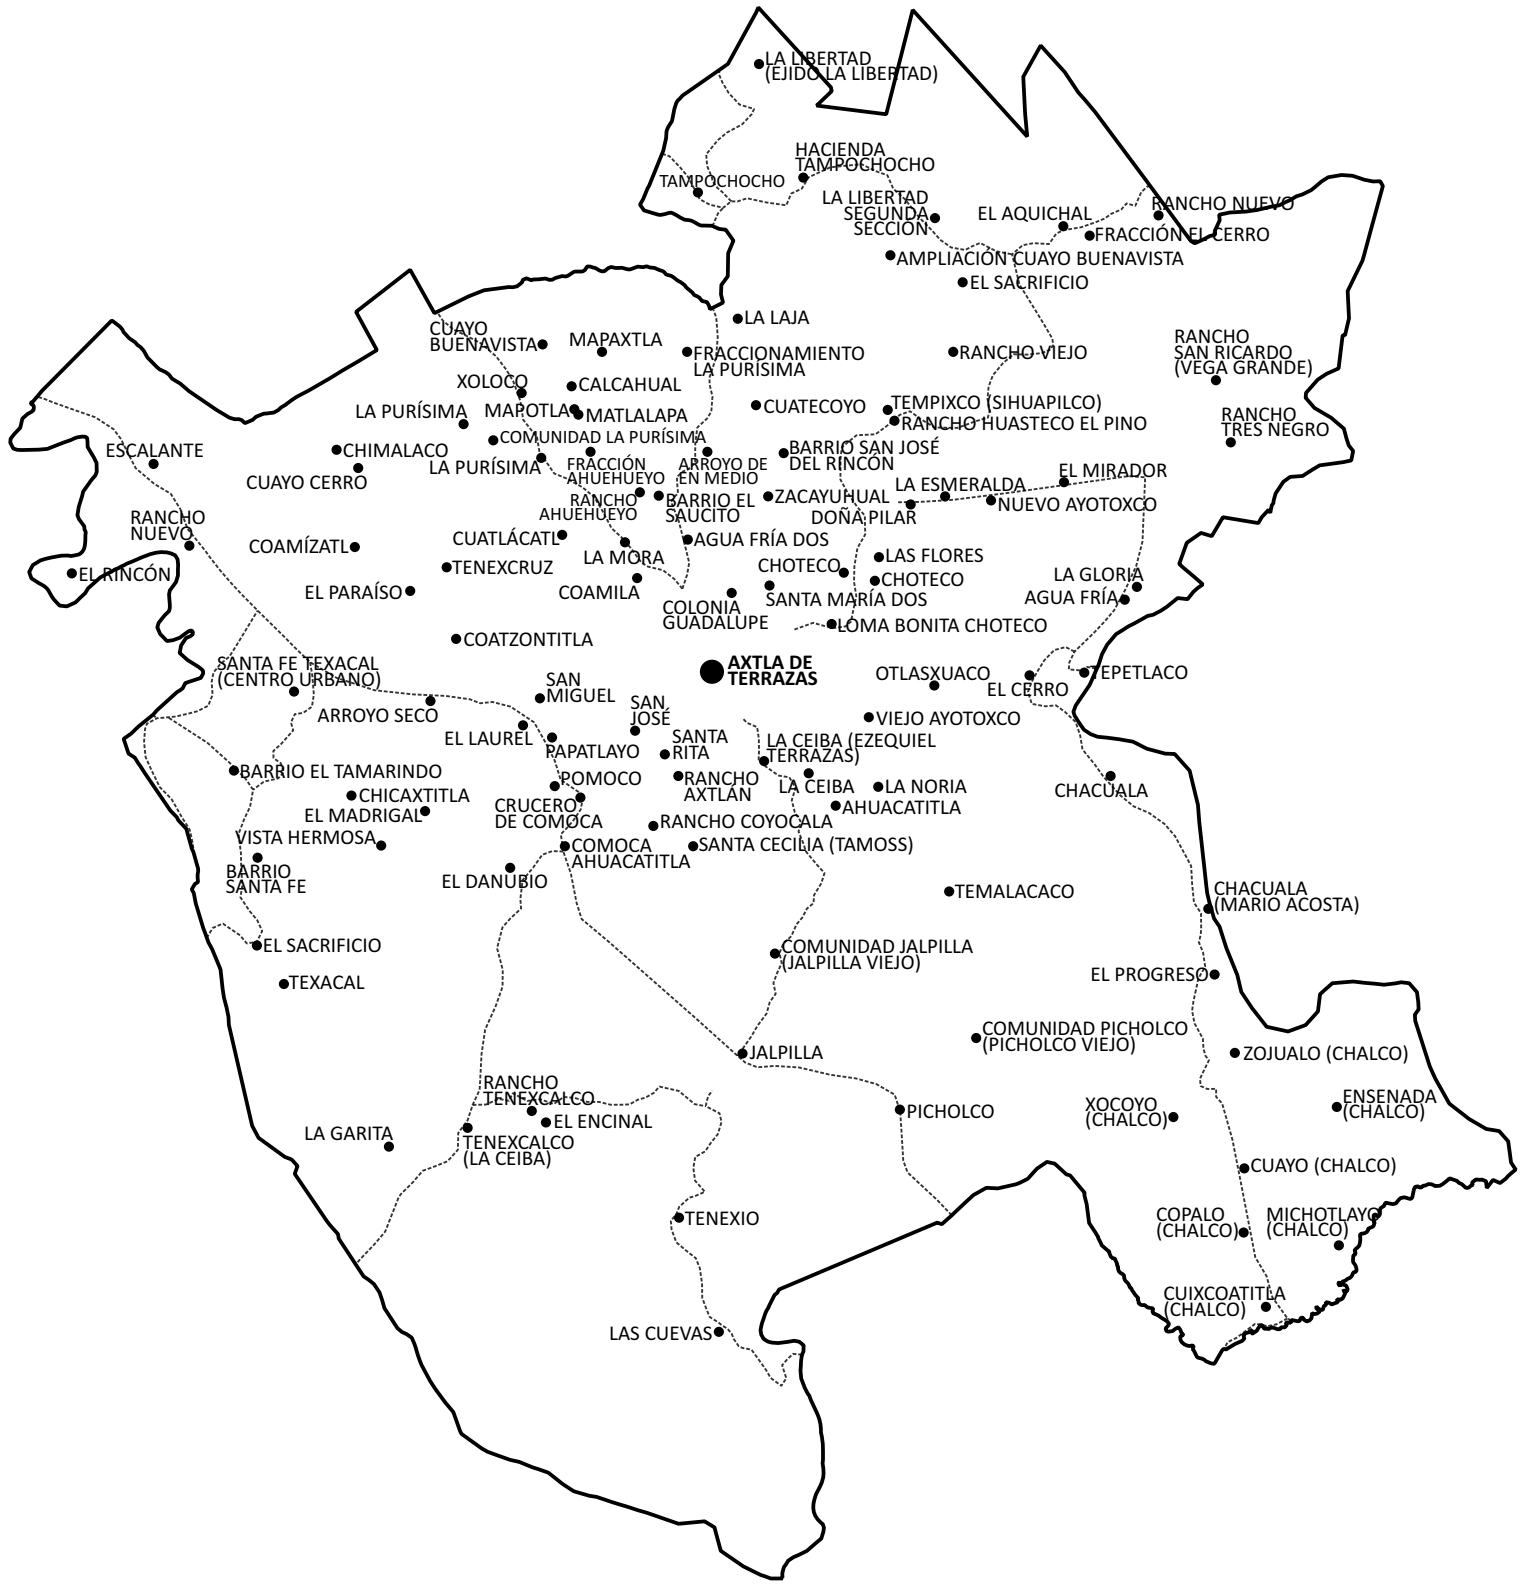 LA LIBERTAD
(EJIDO LA LIBERTAD)
HACIENDA
TAMPOCHOCHO
TAMPOCHOCHO
LA LIBERTAD
SEGUNDA
SECCIÓN
EL AQUICHAL
RANCHO NUEVO
FRACCIÓN EL CERRO
AMPLIACIÓN CUAYO BUENAVISTA
EL SACRIFICIO
LA LAJA
CUAYO
BUENAVISTA
MAPAXTLA
FRACCIONAMIENTO
LA PURÍSIMA
RANCHO VIEJO
RANCHO
SAN RICARDO
(VEGA GRANDE)
XOLOCO
CALCAHUAL
LA PURÍSIMA
MAPOTLA
MATLALAPA
CUATECOYO
TEMPIXCO (SIHUAPILCO)
RANCHO HUASTECO EL PINO
RANCHO
TRES NEGRO
ESCALANTE
CHIMALACO
COMUNIDAD LA PURÍSIMA
BARRIO SAN JOSÉ
DEL RINCÓN
CUAYO CERRO
LA PURÍSIMA
FRACCIÓN
AHUEHUEYO
ARROYO DE
EN MEDIO
EL MIRADOR
RANCHO
AHUEHUEYO
BARRIO EL
SAUCITO
ZACAYUHUAL
LA ESMERALDA
NUEVO AYOTOXCO
DOÑA PILAR
RANCHO
NUEVO
COAMÍZATL
CUATLÁCATL
LA MORA
AGUA FRÍA DOS
LAS FLORES
EL RINCÓN
TENEXCRUZ
CHOTECO
CHOTECO
LA GLORIA
EL PARAÍSO
COAMILA
COLONIA
GUADALUPE
SANTA MARÍA DOS
AGUA FRÍA
LOMA BONITA CHOTECO
COATZONTITLA
AXTLA DE
TERRAZAS
SANTA FE TEXACAL
(CENTRO URBANO)
SAN
MIGUEL
OTLASXUACO
EL CERRO
TEPETLACO
ARROYO SECO
SAN
JOSÉ
VIEJO AYOTOXCO
EL LAUREL
PAPATLAYO
SANTA
RITA
LA CEIBA (EZEQUIEL
TERRAZAS)
BARRIO EL TAMARINDO
POMOCO
RANCHO
AXTLÁN
LA CEIBA
LA NORIA
CHACUALA
CHICAXTITLA
EL MADRIGAL
CRUCERO
DE COMOCA
AHUACATITLA
RANCHO COYOCALA
VISTA HERMOSA
COMOCA
AHUACATITLA
SANTA CECILIA (TAMOSS)
BARRIO
SANTA FE
EL DANUBIO
TEMALACACO
CHACUALA
(MARIO ACOSTA)
EL SACRIFICIO
COMUNIDAD JALPILLA
(JALPILLA VIEJO)
TEXACAL
EL PROGRESO
COMUNIDAD PICHOLCO
(PICHOLCO VIEJO)
JALPILLA
ZOJUALO (CHALCO)
RANCHO
TENEXCALCO
EL ENCINAL
PICHOLCO
XOCOYO
(CHALCO)
ENSENADA
(CHALCO)
LA GARITA
TENEXCALCO
(LA CEIBA)
CUAYO (CHALCO)
TENEXIO
COPALO
(CHALCO)
MICHOTLAYO
(CHALCO)
CUIXCOATITLA
(CHALCO)
LAS CUEVAS